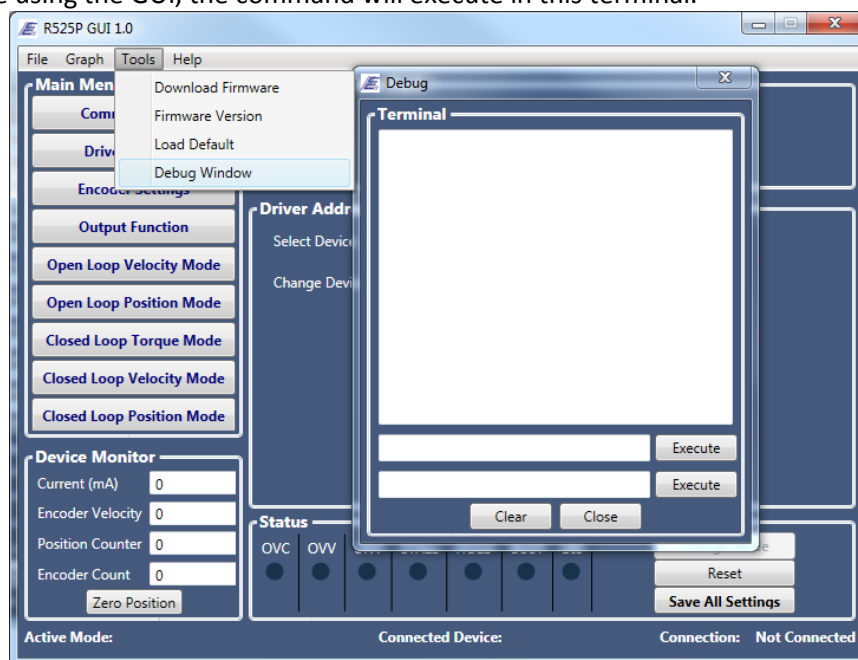 using the GUI, the command will execute in this terminal.
R525P GUI 1.0
File Graph Tools Help
Main Men
Download Firmware
Firmware Version
Load Default
Debug Window
Debug
Terminal
Execute
Execute
Clear Close
Output Function
Open Loop Velocity Mode
Open Loop Position Mode
Closed Loop Torque Mode
Closed Loop Velocity Mode
Closed Loop Position Mode
Driver Addr
Select Device
Change Devi
Device Monitor
Current (mA) 0
Encoder Velocity 0
Position Counter 0
Encoder Count 0
Zero Position
Status
OVC OVV
Reset
Save All Settings
Active Mode: Connected Device: Connection: Not Connected